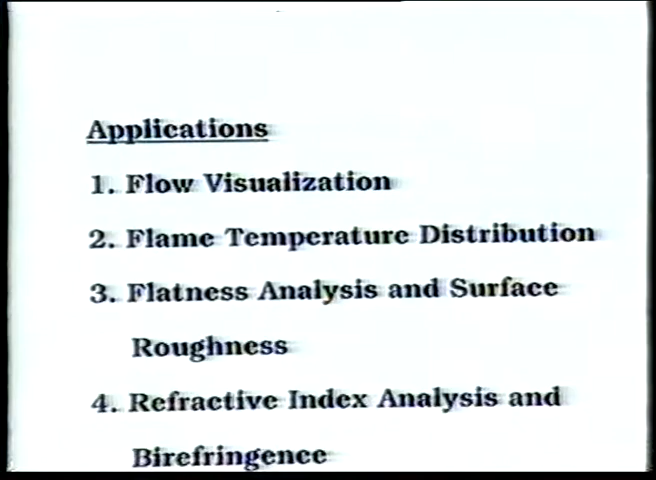 Applications
1. Flow Visualization
2. Flame Temperature Distribution
3. Flatness Analysis and Surface
Roughness
4. Refractive Index Analysis and
Birefringence